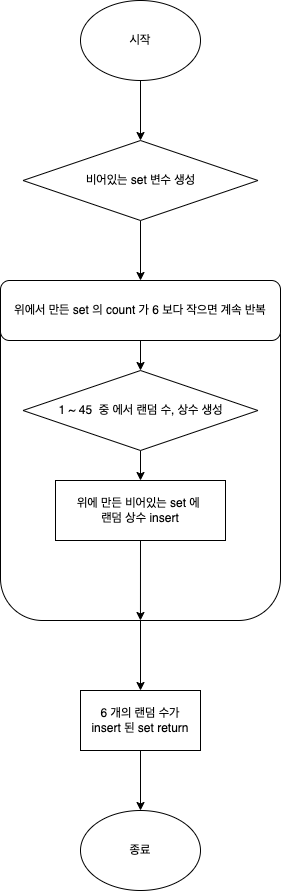 시작
비어있는 set 변수 생성
위에서 만든 set 의 count 가 6 보다 작으면 계속 반복
1 ~ 45 중 에서 랜덤 수, 상수 생성
위에 만든 비어있는 set 에
랜덤 상수 insert
6 개의 랜덤 수가
insert 된 set return
종료